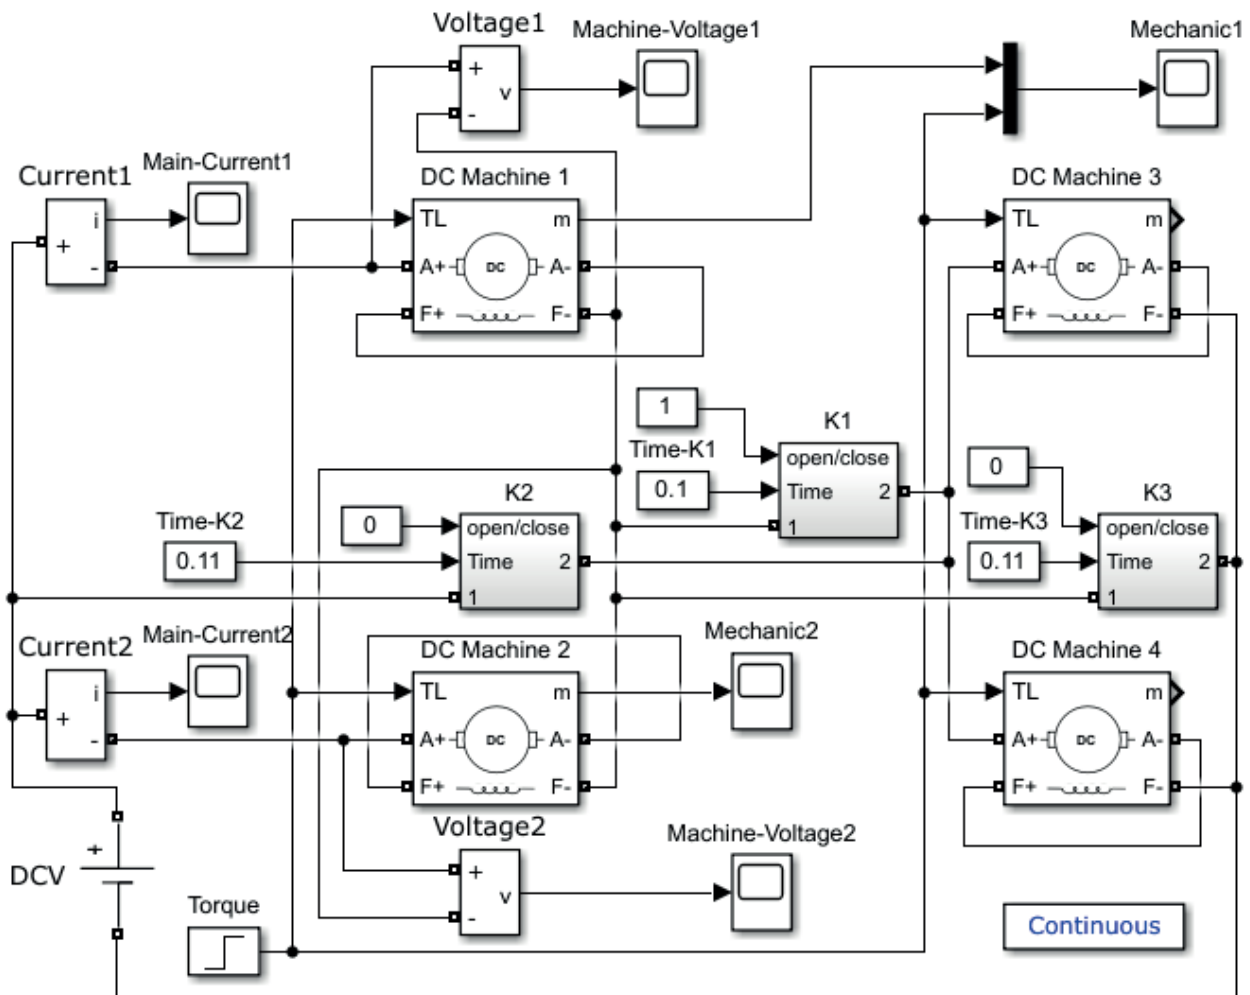 Voltage1
Machine-Voltage1
Mechanic1
+
v
-
Main-Current1
Current1
i
+
-
DC Machine 1
TL
m
A+
DC
A-
F+
F-
DC Machine 3
TL
m
A+
DC
A-
F+
F-
1
K1
Time-K1
open/close
0.1
Time
2
1
0
K3
Time-K3
open/close
0.11
Time
2
1
K2
Time-K2
0
open/close
0.11
Time
2
1
Main-Current2
Current2
i
+
-
DC Machine 2
TL
m
A+
DC
A-
F+
F-
Mechanic2
DC Machine 4
TL
m
A+
DC
A-
F+
F-
Voltage2
Machine-Voltage2
+
v
-
+
DCV
Torque
Continuous